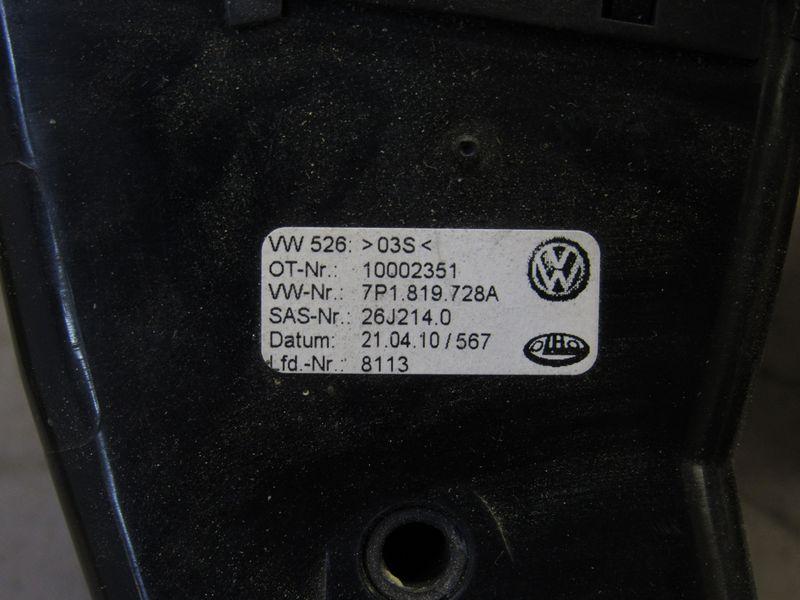 VW 526: >03S<
OT-Nr.: 10002351
VW-Nr.: 7P1.819.728A
SAS-Nr.: 26J214.0
Datum: 21.04.10/567
Lfd.-Nr.: 8113